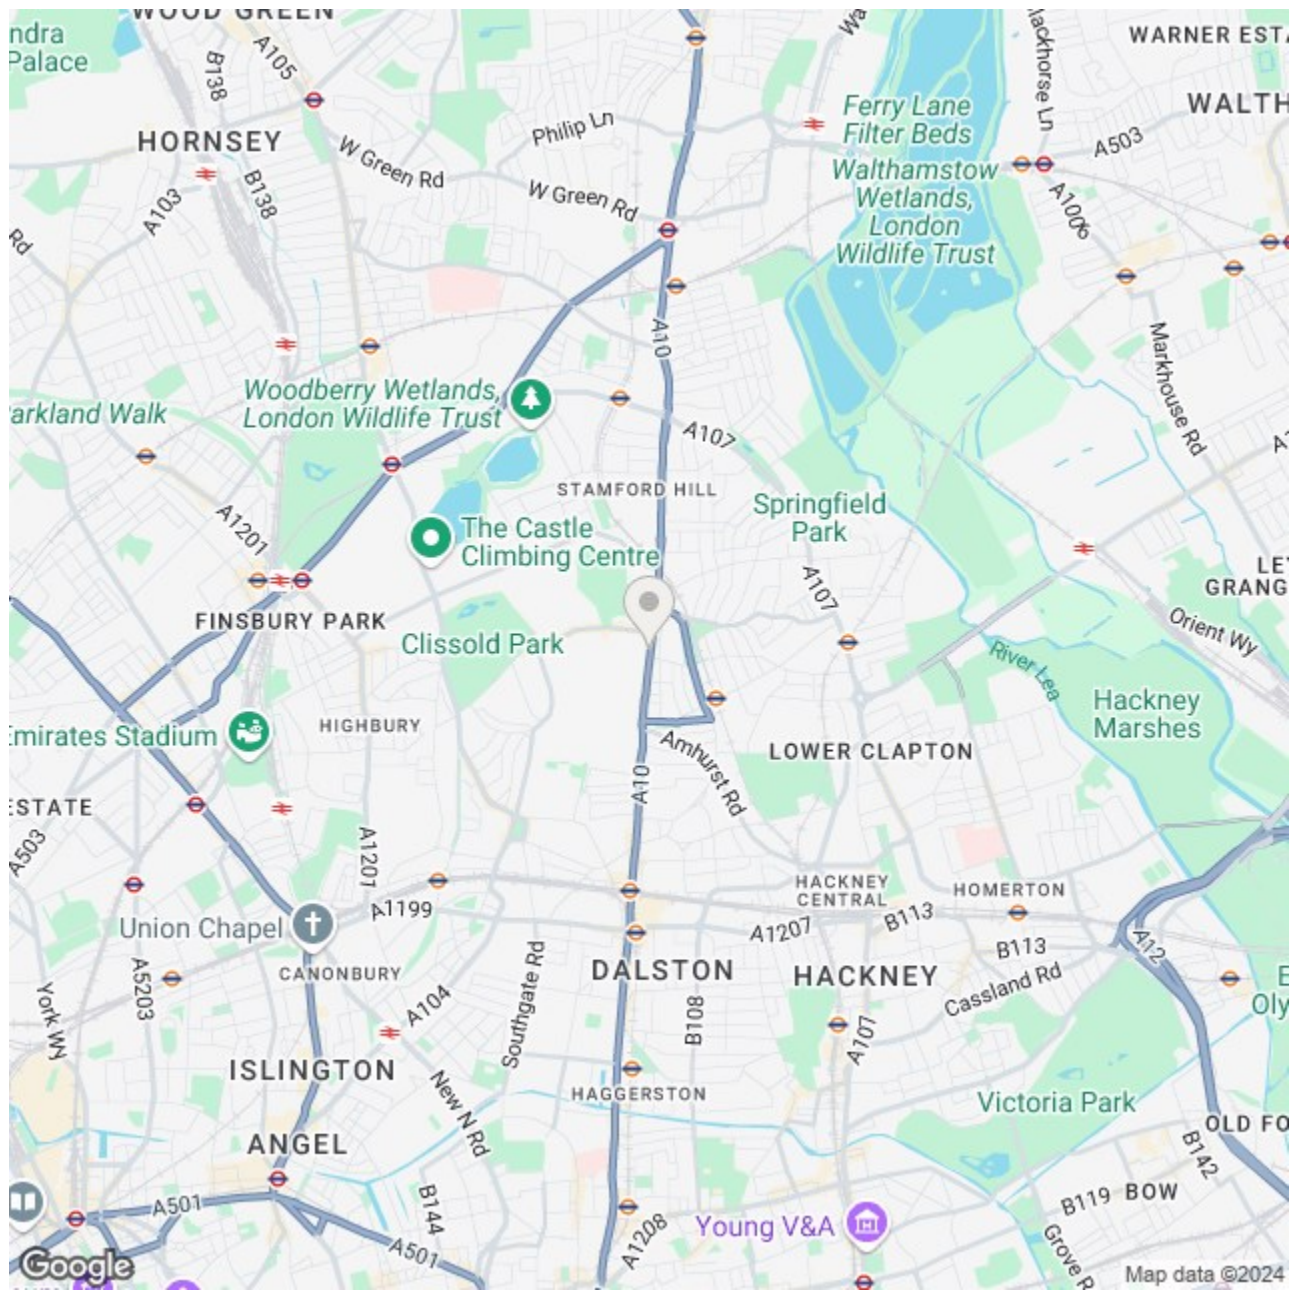 WOOD GREEN
ndra
Palace
A105
B138
WARNER EST
Blackhorse Ln
WALTH
HORNSEY
Philip Ln
Ferry Lane
Filter Beds
A503
W Green Rd
B138
A103
W Green Rd
Walthamstow
Wetlands,
London
Wildlife Trust
A1006
Rd
A10
Markhouse Rd
Woodberry Wetlands,
London Wildlife Trust
arkland Walk
A107
STAMFORD HILL
Springfield
Park
A1201
The Castle
Climbing Centre
A107
LE
GRANG
FINSBURY PARK
Clissold Park
Orient Wy
River Lea
Hackney
Marshes
HIGHBURY
Emirates Stadium
Amhurst Rd
LOWER CLAPTON
A10
ESTATE
A503
A1201
HACKNEY
CENTRAL
HOMERTON
A1199
Union Chapel
A1207
B113
A12
B113
CANONBURY
DALSTON
HACKNEY
Cassland Rd
A5203
York Wy
A104
Southgate Rd
B108
A107
E
Oly
ISLINGTON
New N Rd
HAGGERSTON
Victoria Park
OLD FO
ANGEL
B142
A501
B144
B119
BOW
A501
Young V&A
A1208
Grove R
Google
Map data ©2024